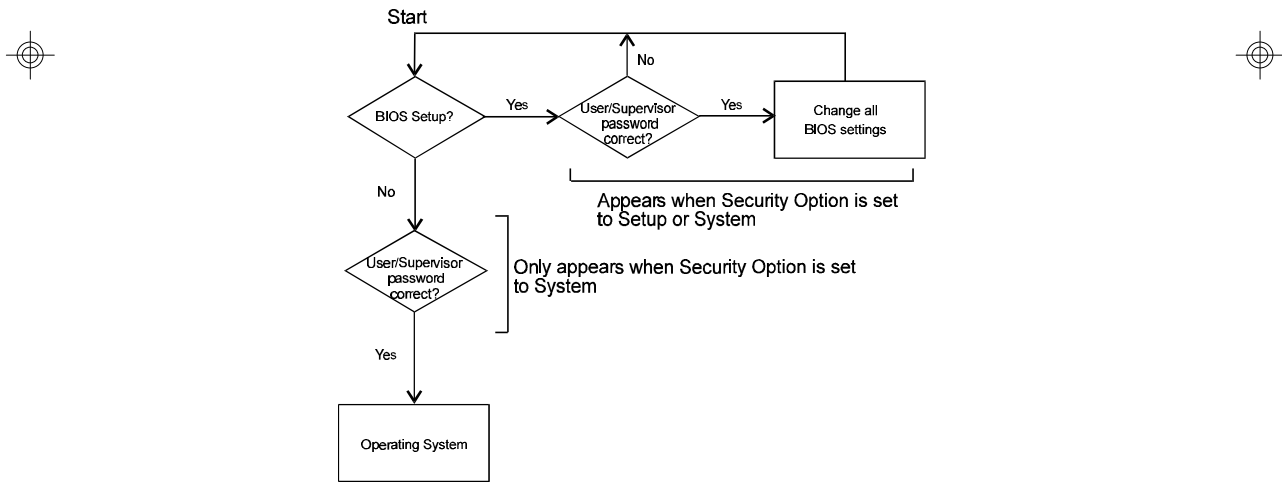 Start
No
BIOS Setup?
Yes
User/Supervisor
password
correct?
Yes
Change all
BIOS settings
No
Appears when Security Option is set
to Setup or System
User/Supervisor
password
correct?
Only appears when Security Option is set
to System
Yes
Operating System